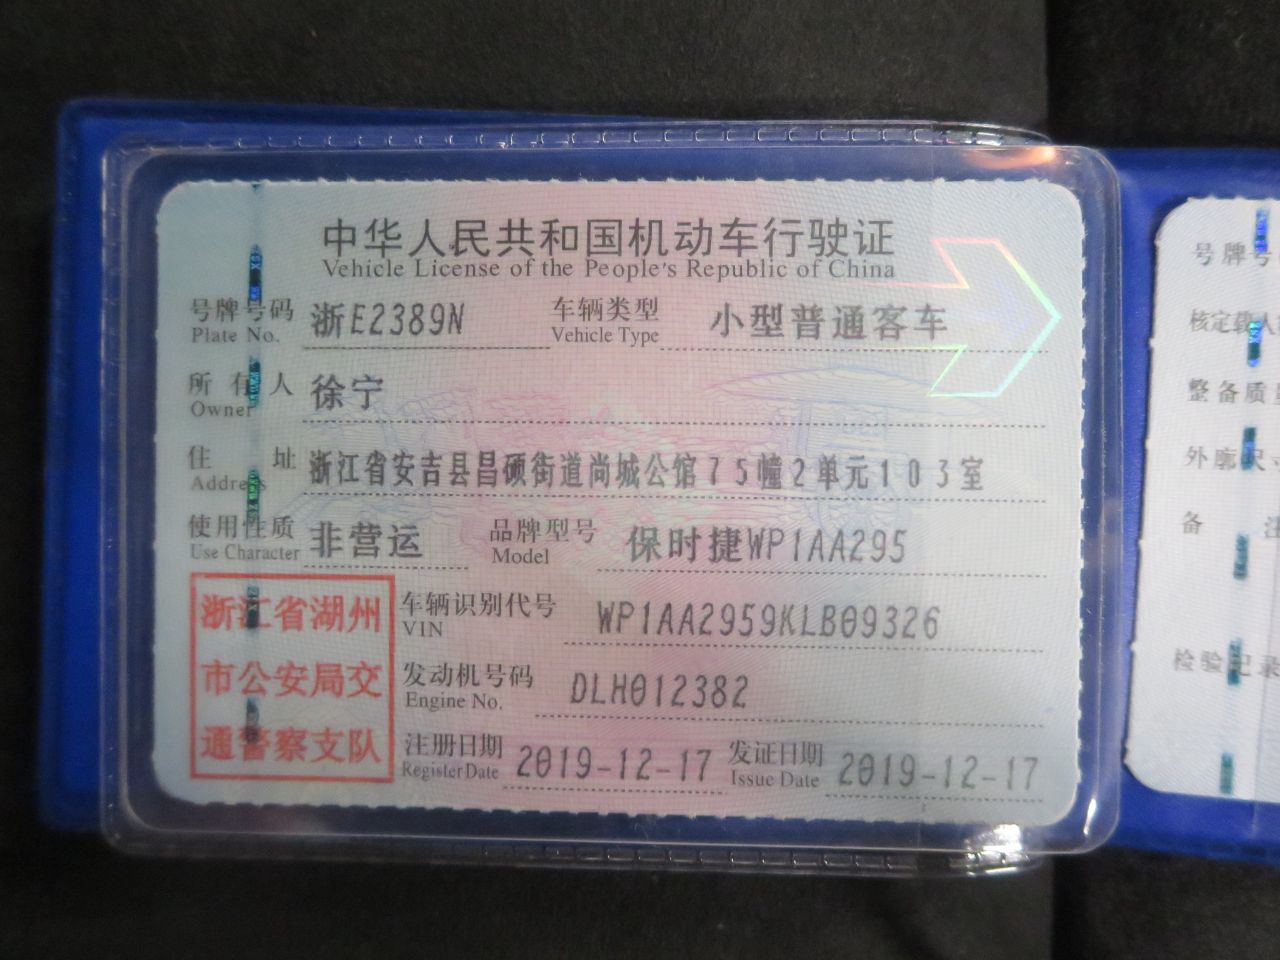 中华人民共和国机动车行驶证
Vehicle License of the People's Republic of China
号牌号码 浙E2389N 车辆类型 小型普通客车
Plate No. Vehicle Type
所有人 徐宁
Owner
住址 浙江省安吉县昌硕街道尚城公馆75幢2单元103室
Address
使用性质 非营运 品牌型号 保时捷WP1AA295
Use Character Model
浙江省湖州
市公安局交
通警察支队
车辆识别代号 WP1AA2959KLB09326
VIN
发动机号码 DLH012382
Engine No.
注册日期 2019-12-17 发证日期 2019-12-17
Register Date Issue Date
号牌号
核定载人
整备质量
外廓尺寸
备注
检验记录